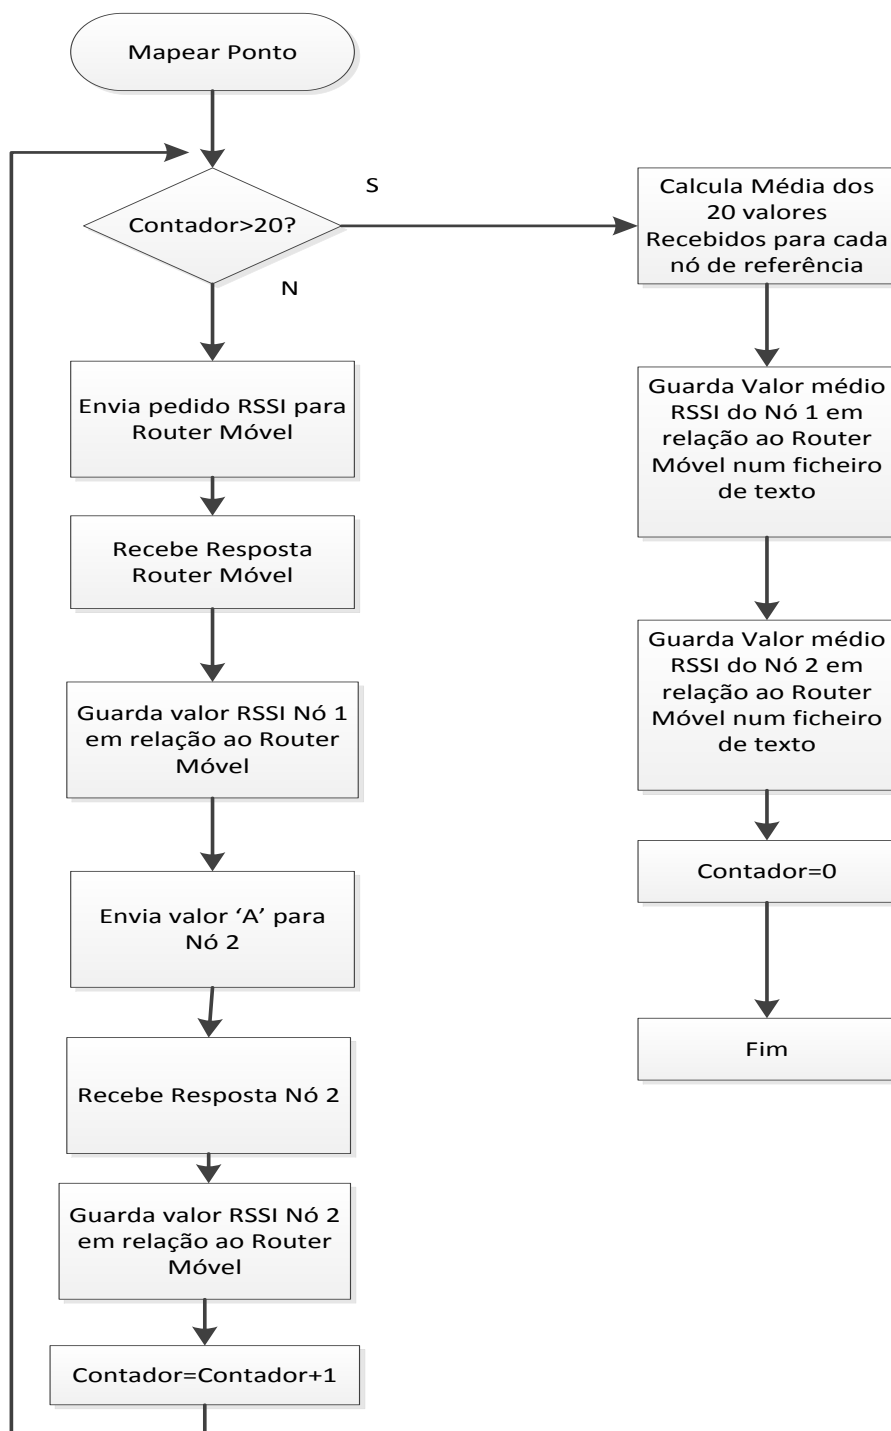 Mapear Ponto
Contador>20?
S
N
Envia pedido RSSI para
Router Móvel
Recebe Resposta
Router Móvel
Guarda valor RSSI Nó 1
em relação ao Router
Móvel
Envia valor ‘A’ para
Nó 2
Recebe Resposta Nó 2
Guarda valor RSSI Nó 2
em relação ao Router
Móvel
Contador=Contador+1
Calcula Média dos
20 valores
Recebidos para cada
nó de referência
Guarda Valor médio
RSSI do Nó 1 em
relação ao Router
Móvel num ficheiro
de texto
Guarda Valor médio
RSSI do Nó 2 em
relação ao Router
Móvel num ficheiro
de texto
Contador=0
Fim